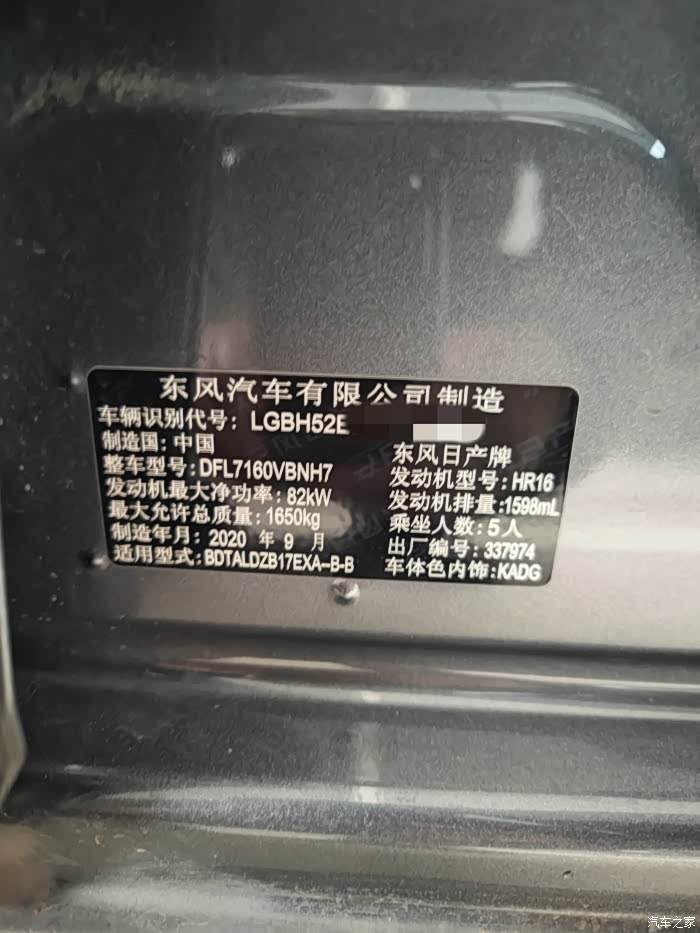 东风汽车有限公司制造
车辆识别代号: LGBH52E
制造国: 中国
东风日产牌
整车型号: DFL7160VBNH7
发动机型号: HR16
发动机最大净功率: 82kW
发动机排量: 1598mL
最大允许总质量: 1650kg
乘坐人数: 5人
制造年月: 2020 年 9 月
出厂编号: 337974
适用型式: BDTALDZB17EXA--B-B
车体色内饰: KADG
汽车之家